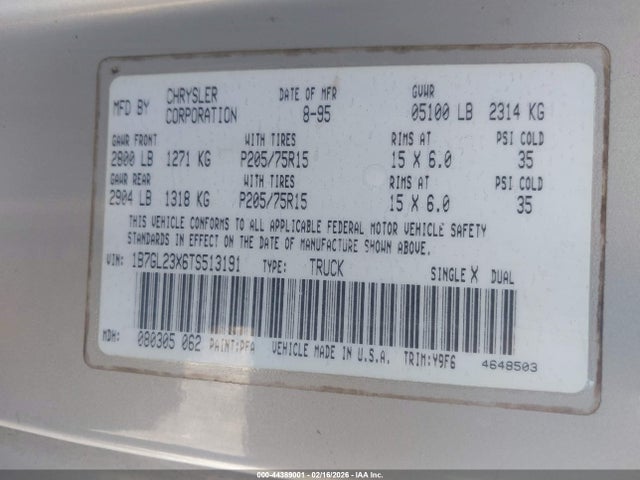 MFD BY CHRYSLER CORPORATION DATE OF MFR 8-95 GVWR 05100 LB 2314 KG
GAWR FRONT WITH TIRES RIMS AT PSI COLD
2800 LB 1271 KG P205/75R15 15 X 6.0 35
GAWR REAR WITH TIRES RIMS AT PSI COLD
2904 LB 1318 KG P205/75R15 15 X 6.0 35
THIS VEHICLE CONFORMS TO ALL APPLICABLE FEDERAL MOTOR VEHICLE SAFETY
STANDARDS IN EFFECT ON THE DATE OF MANUFACTURE SHOWN ABOVE.
VIN: 1B7GL23X6TS513191 TYPE: TRUCK SINGLE X DUAL
MDH: 080305 062 PAINT:PFA VEHICLE MADE IN U.S.A. TRIM:Y9F6 4648503
000-44389001 - 02/16/2026 - IAA Inc.